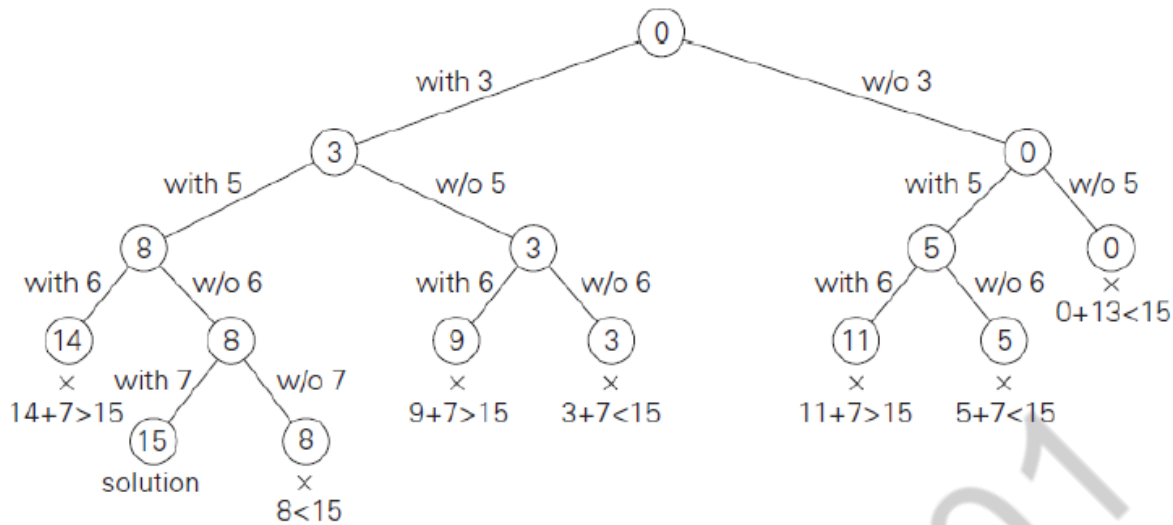 0
with 3 w/o 3
3 0
with 5 w/o 5 with 5 w/o 5
8 3 5 0
with 6 w/o 6 with 6 w/o 6 with 6 w/o 6 ×
0+13<15
14 8 9 3 11 5
× with 7 w/o 7 × × × ×
14+7>15 9+7>15 3+7<15 11+7>15 5+7<15
15 8
solution ×
8<15
01